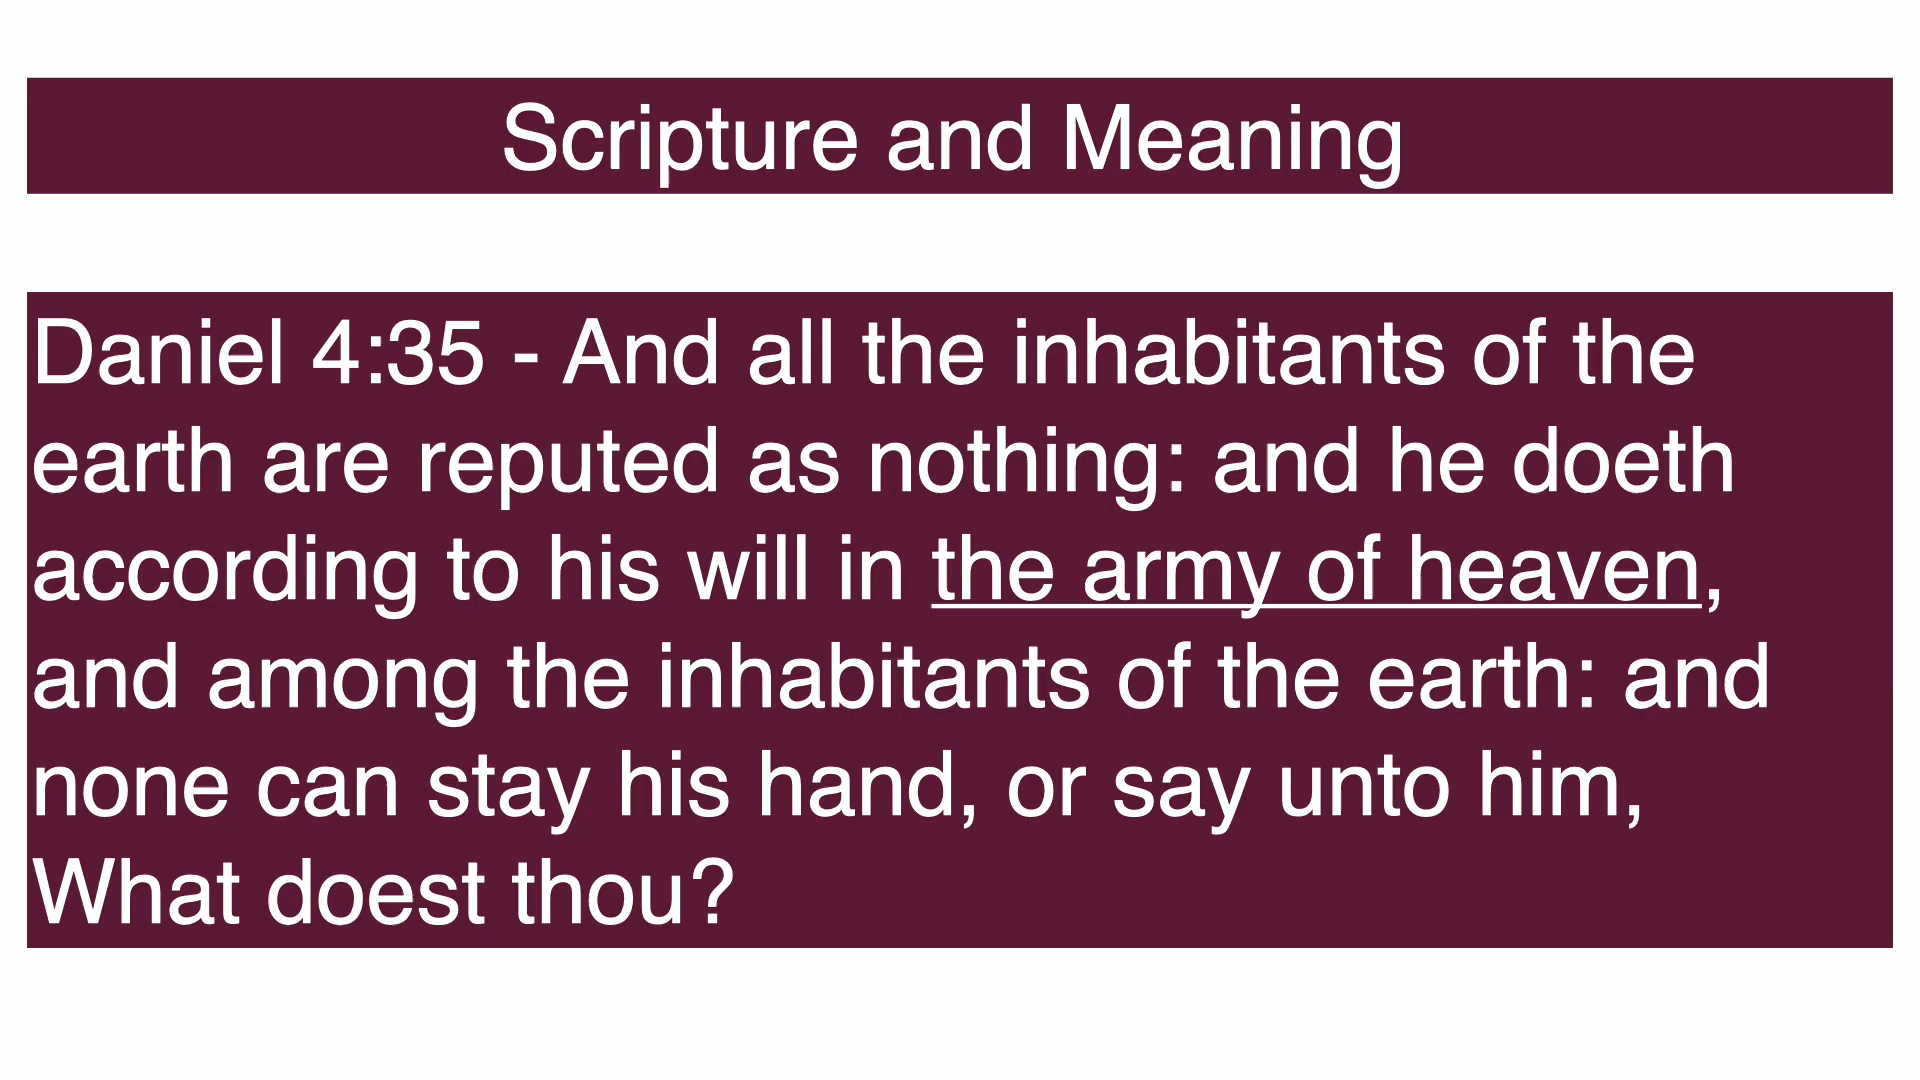 Scripture and Meaning
Daniel 4:35 - And all the inhabitants of the
earth are reputed as nothing: and he doeth
according to his will in the army of heaven,
and among the inhabitants of the earth: and
none can stay his hand, or say unto him,
What doest thou?